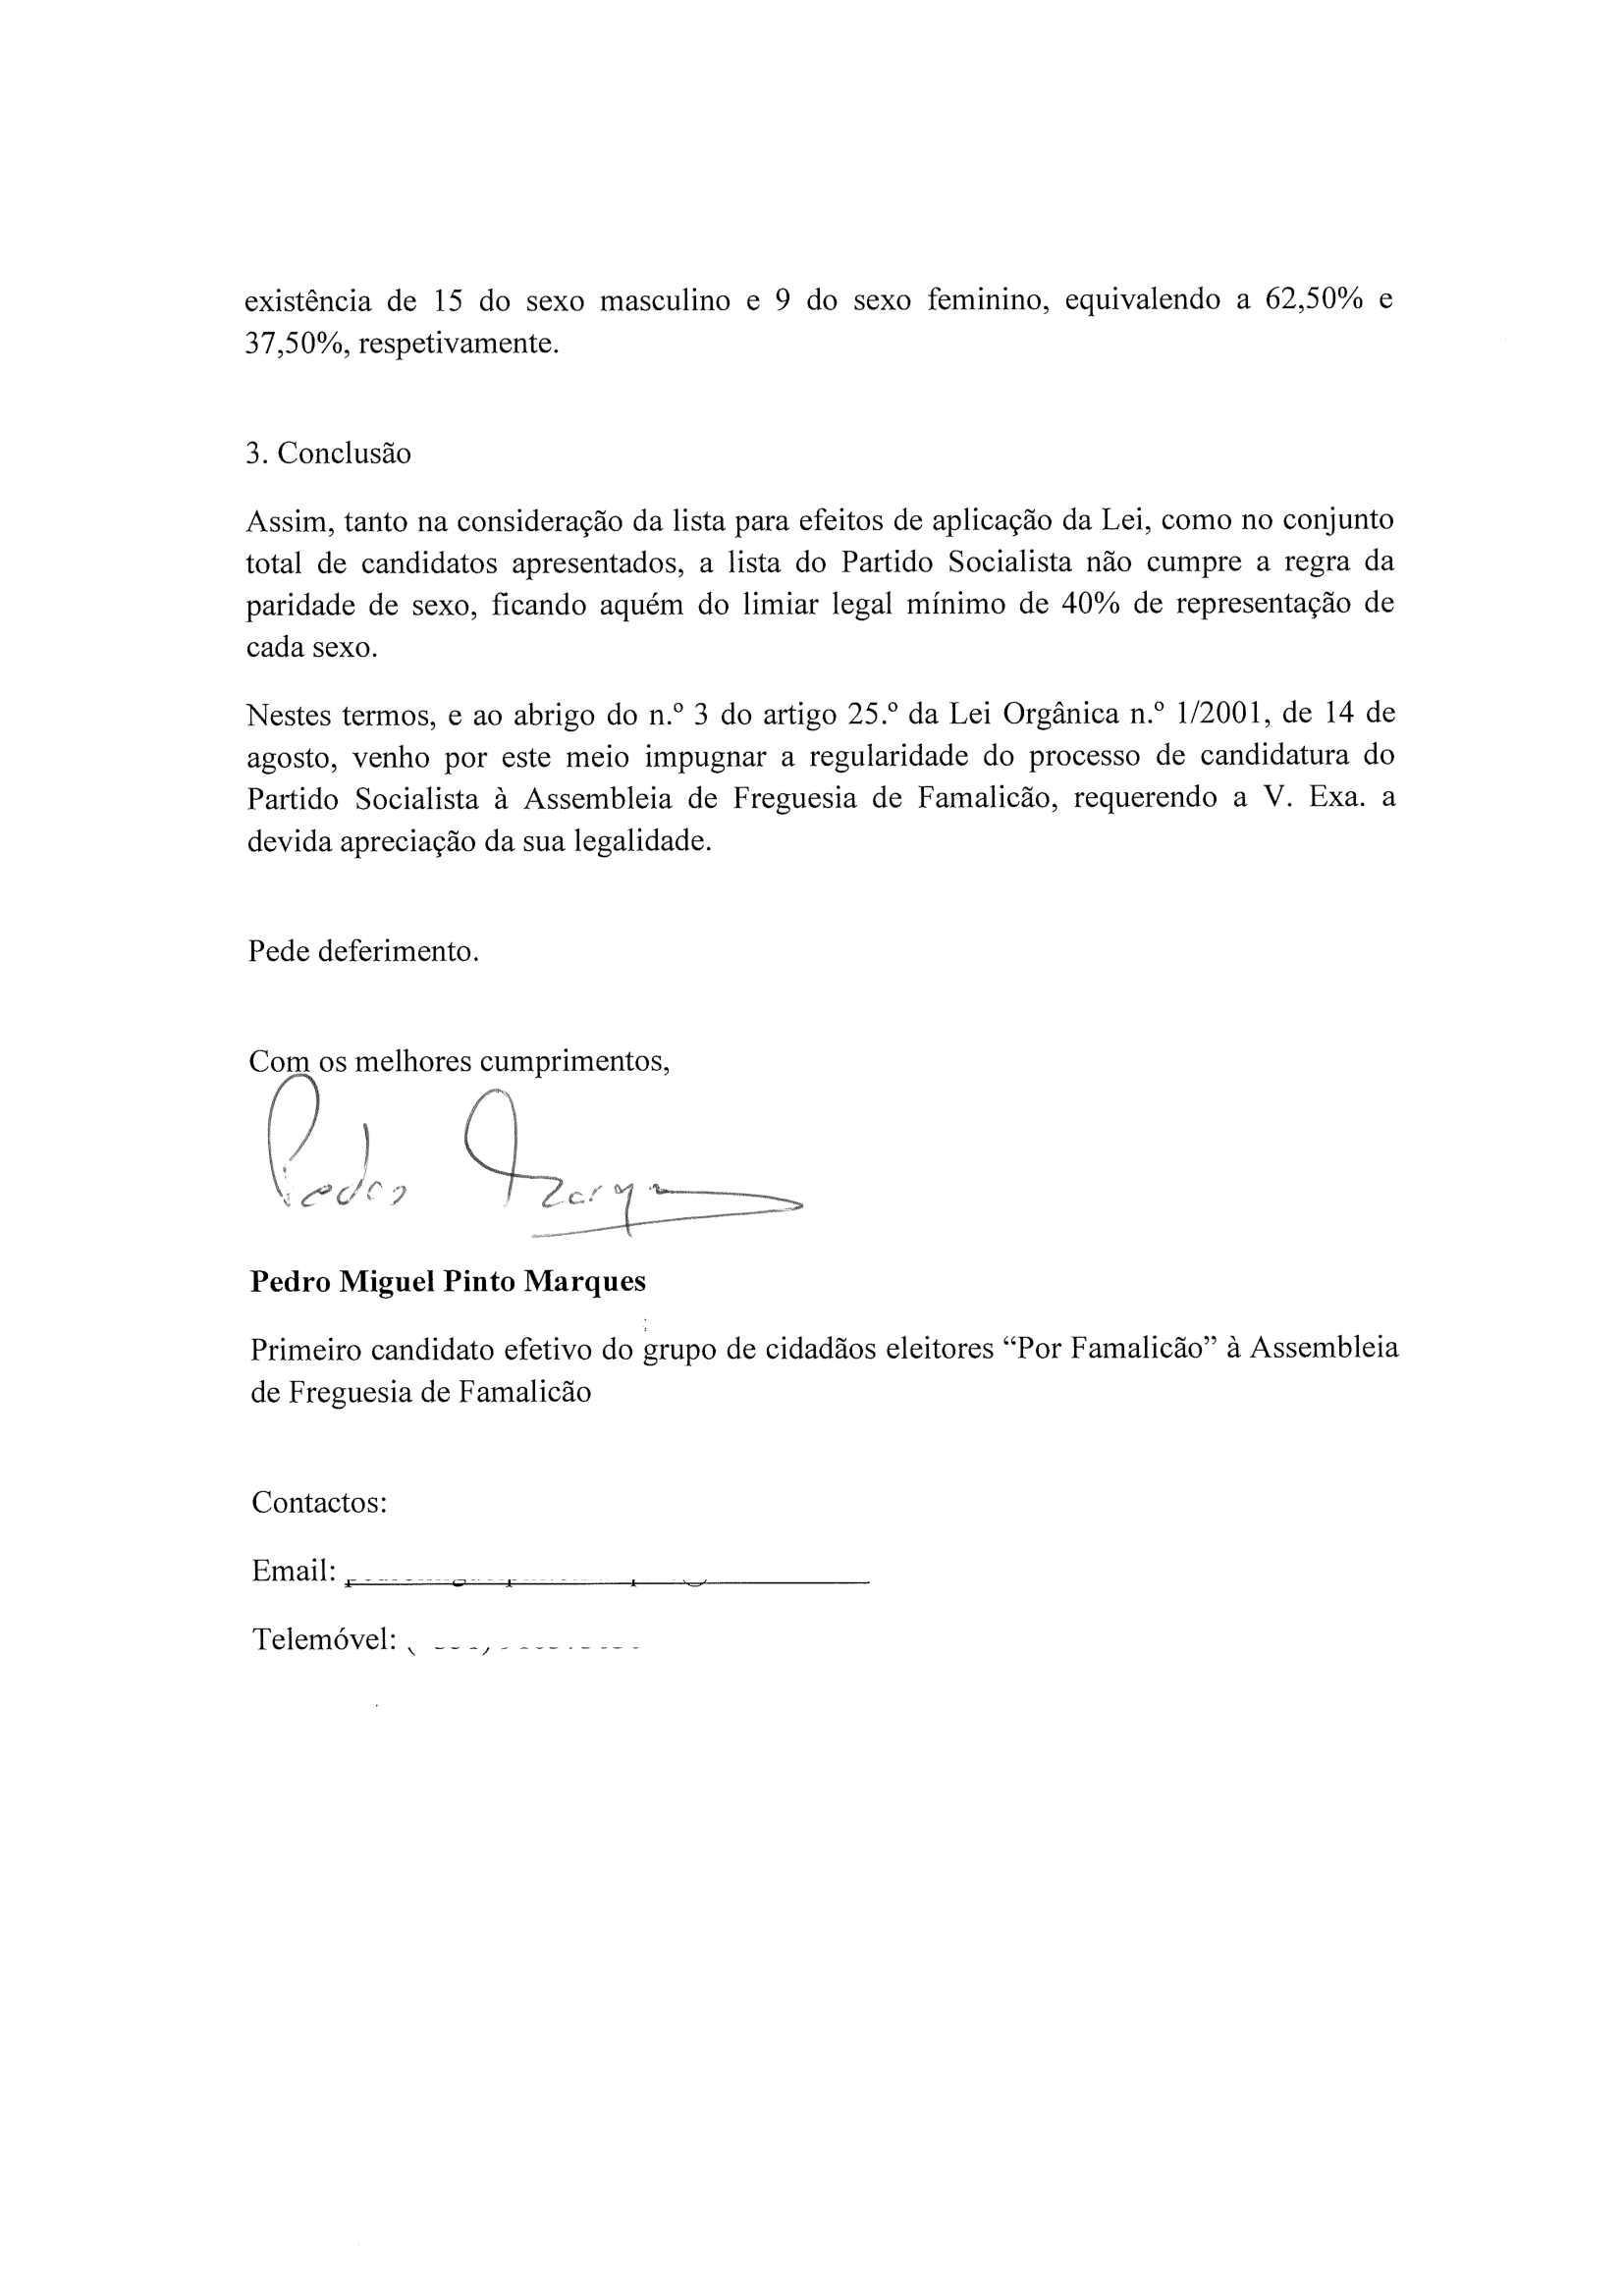 existência de 15 do sexo masculino e 9 do sexo feminino, equivalendo a 62,50% e
37,50%, respetivamente.
3. Conclusão
Assim, tanto na consideração da lista para efeitos de aplicação da Lei, como no conjunto
total de candidatos apresentados, a lista do Partido Socialista não cumpre a regra da
paridade de sexo, ficando aquém do limiar legal mínimo de 40% de representação de
cada sexo.
Nestes termos, e ao abrigo do n.º 3 do artigo 25.º da Lei Orgânica n.º 1/2001, de 14 de
agosto, venho por este meio impugnar a regularidade do processo de candidatura do
Partido Socialista à Assembleia de Freguesia de Famalicão, requerendo a V. Exa. a
devida apreciação da sua legalidade.
Pede deferimento.
Com os melhores cumprimentos,
Pedro Marques
Pedro Miguel Pinto Marques
Primeiro candidato efetivo do grupo de cidadãos eleitores “Por Famalicão” à Assembleia
de Freguesia de Famalicão
Contactos:
Email:
Telemóvel: